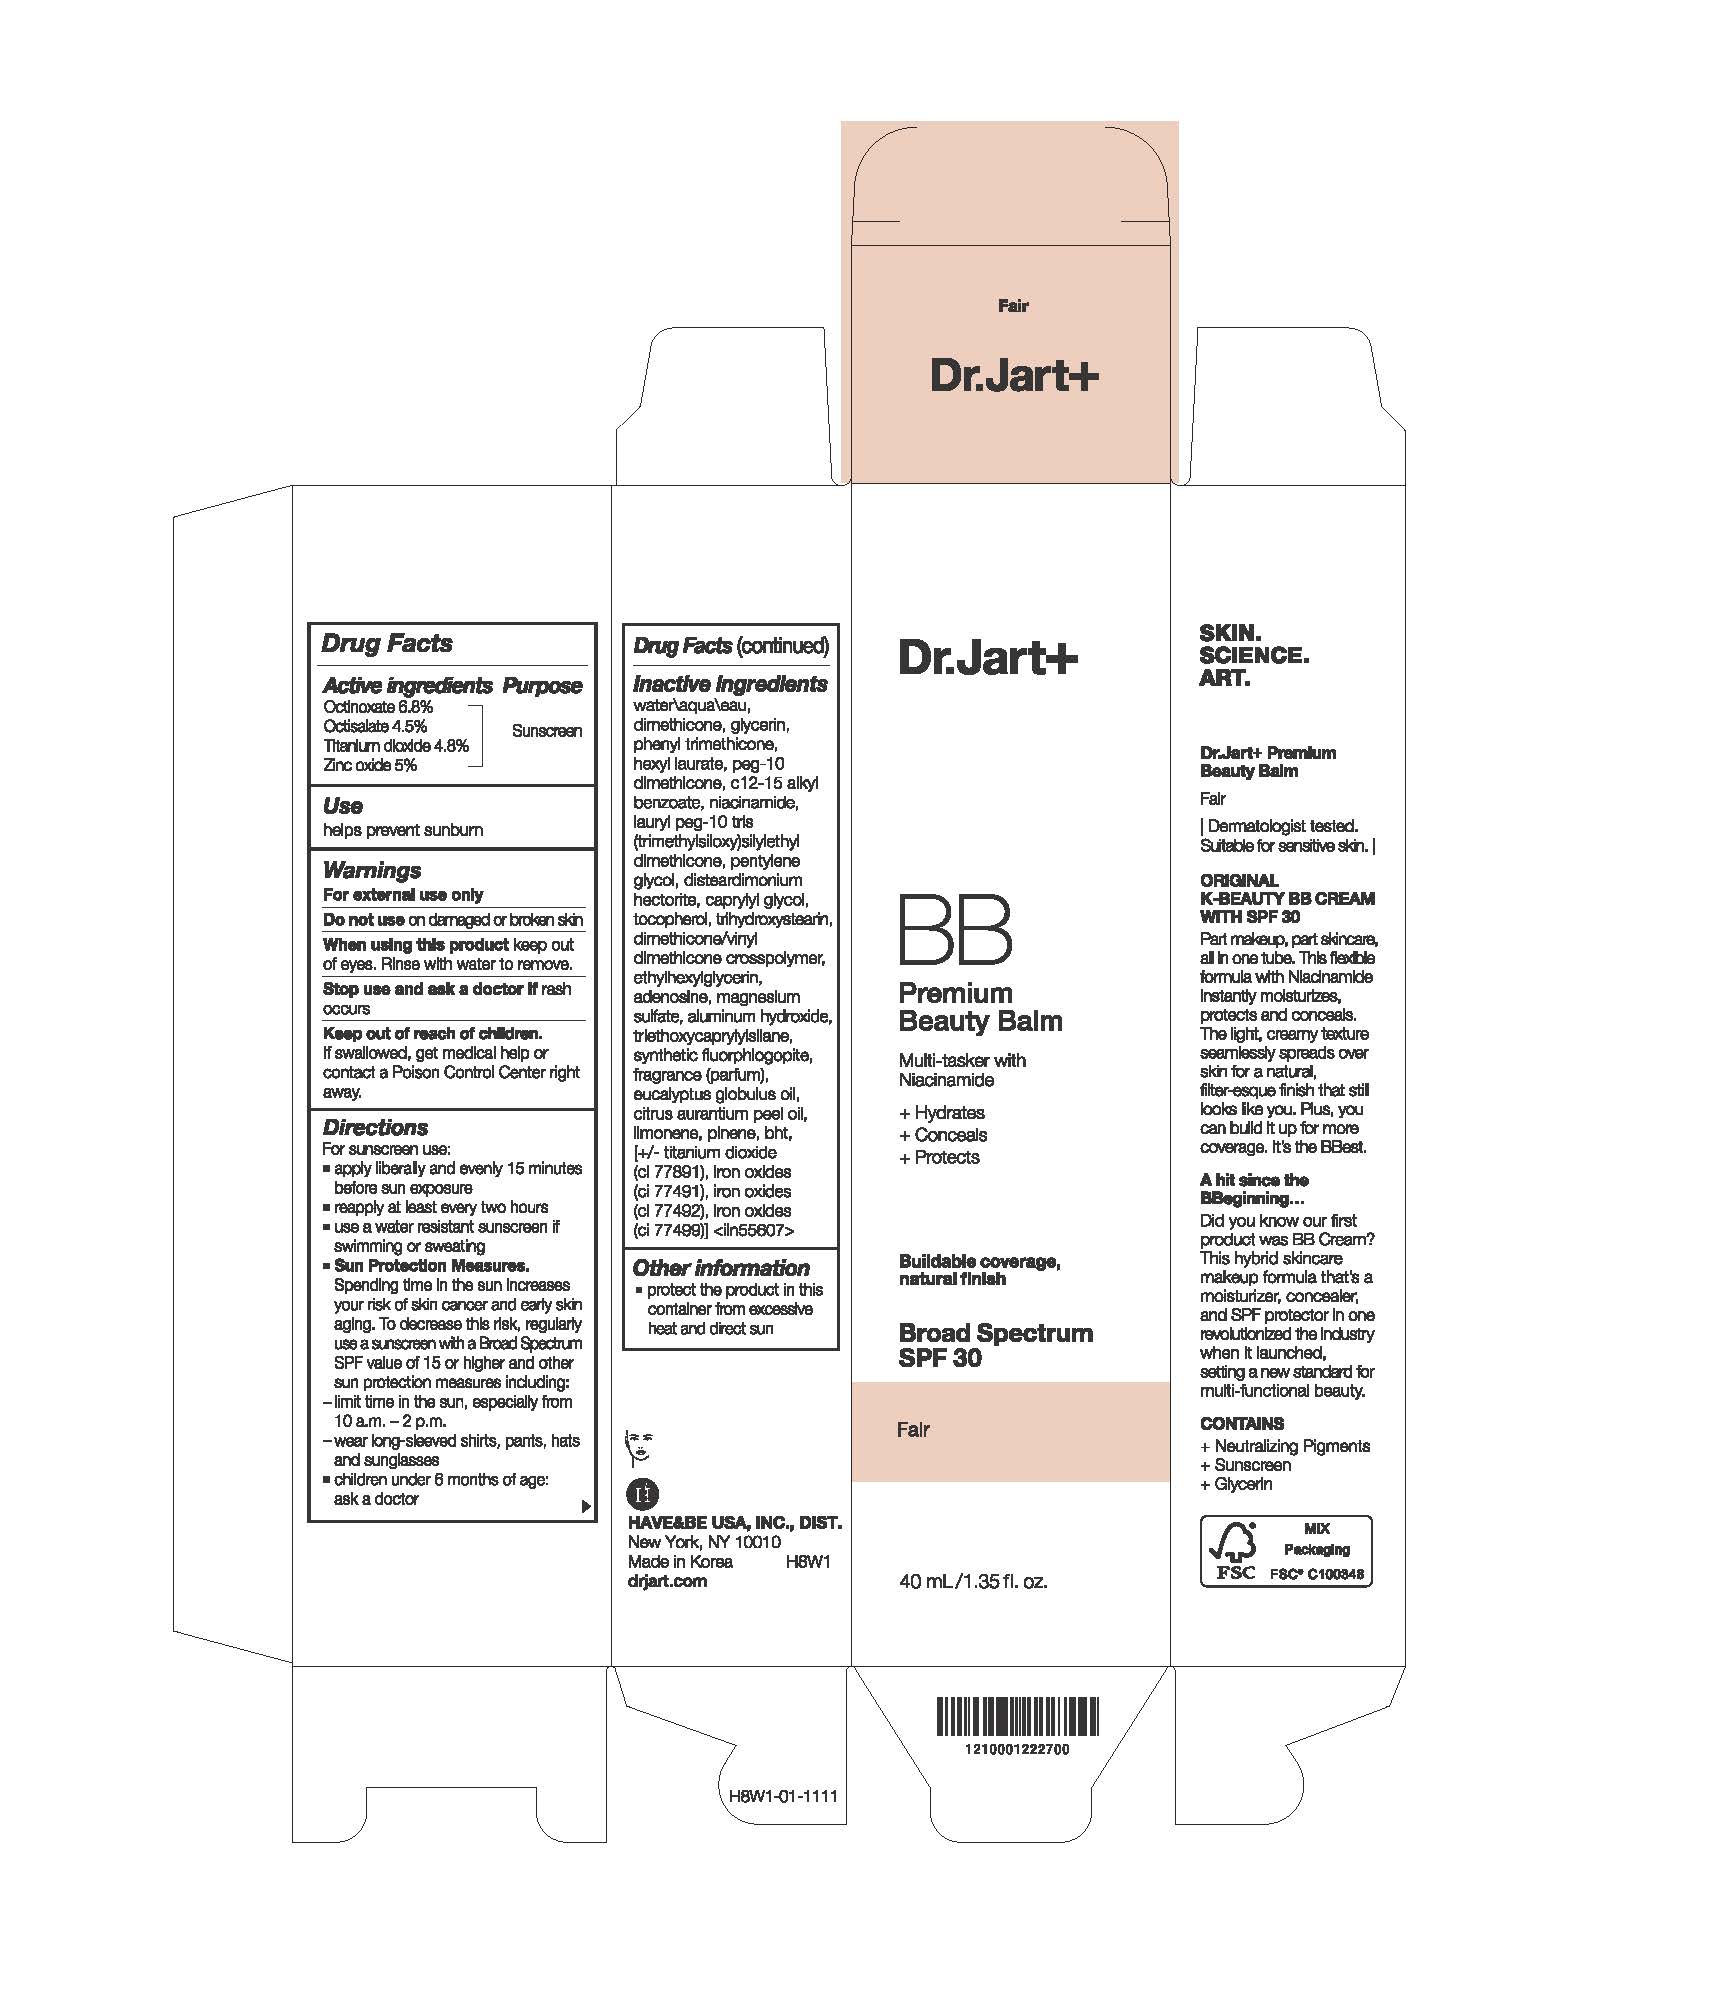 Fair
Dr.Jart+
Drug Facts
Active ingredients Purpose
Octinoxate 6.8%
Octisalate 4.5%
Titanium dioxide 4.8%
Zinc oxide 5%
Sunscreen
Use
helps prevent sunburn
Warnings
For external use only
Do not use on damaged or broken skin
When using this product keep out
of eyes. Rinse with water to remove.
Stop use and ask a doctor if rash
occurs
Keep out of reach of children.
If swallowed, get medical help or
contact a Poison Control Center right
away.
Directions
For sunscreen use:
▪ apply liberally and evenly 15 minutes
before sun exposure
▪ reapply at least every two hours
▪ use a water resistant sunscreen if
swimming or sweating
▪ Sun Protection Measures.
Spending time in the sun increases
your risk of skin cancer and early skin
aging. To decrease this risk, regularly
use a sunscreen with a Broad Spectrum
SPF value of 15 or higher and other
sun protection measures including:
– limit time in the sun, especially from
10 a.m. – 2 p.m.
– wear long-sleeved shirts, pants, hats
and sunglasses
▪ children under 6 months of age:
ask a doctor
Drug Facts (continued)
Inactive ingredients
water\aqua\eau,
dimethicone, glycerin,
phenyl trimethicone,
hexyl laurate, peg-10
dimethicone, c12-15 alkyl
benzoate, niacinamide,
lauryl peg-10 tris
(trimethylsiloxy)silylethyl
dimethicone, pentylene
glycol, disteardimonium
hectorite, caprylyl glycol,
tocopherol, trihydroxystearin,
dimethicone/vinyl
dimethicone crosspolymer,
ethylhexylglycerin,
adenosine, magnesium
sulfate, aluminum hydroxide,
triethoxycaprylylsilane,
synthetic fluorphlogopite,
fragrance (parfum),
eucalyptus globulus oil,
citrus aurantium peel oil,
limonene, pinene, bht,
[+/- titanium dioxide
(ci 77891), iron oxides
(ci 77491), iron oxides
(ci 77492), iron oxides
(ci 77499)] <iln55607>
Other information
▪ protect the product in this
container from excessive
heat and direct sun
HAVE&BE USA, INC., DIST.
New York, NY 10010
Made in Korea H8W1
drjart.com
H8W1-01-1111
Dr.Jart+
BB
Premium
Beauty Balm
Multi-tasker with
Niacinamide
+ Hydrates
+ Conceals
+ Protects
Buildable coverage,
natural finish
Broad Spectrum
SPF 30
Fair
40 mL/1.35 fl. oz.
1210001222700
SKIN.
SCIENCE.
ART.
Dr.Jart+ Premium
Beauty Balm
Fair
| Dermatologist tested.
Suitable for sensitive skin. |
ORIGINAL
K-BEAUTY BB CREAM
WITH SPF 30
Part makeup, part skincare,
all in one tube. This flexible
formula with Niacinamide
instantly moisturizes,
protects and conceals.
The light, creamy texture
seamlessly spreads over
skin for a natural,
filter-esque finish that still
looks like you. Plus, you
can build it up for more
coverage. It's the BBest.
A hit since the
BBeginning...
Did you know our first
product was BB Cream?
This hybrid skincare
makeup formula that's a
moisturizer, concealer,
and SPF protector in one
revolutionized the industry
when it launched,
setting a new standard for
multi-functional beauty.
CONTAINS
+ Neutralizing Pigments
+ Sunscreen
+ Glycerin
FSC
MIX
Packaging
FSC® C100848